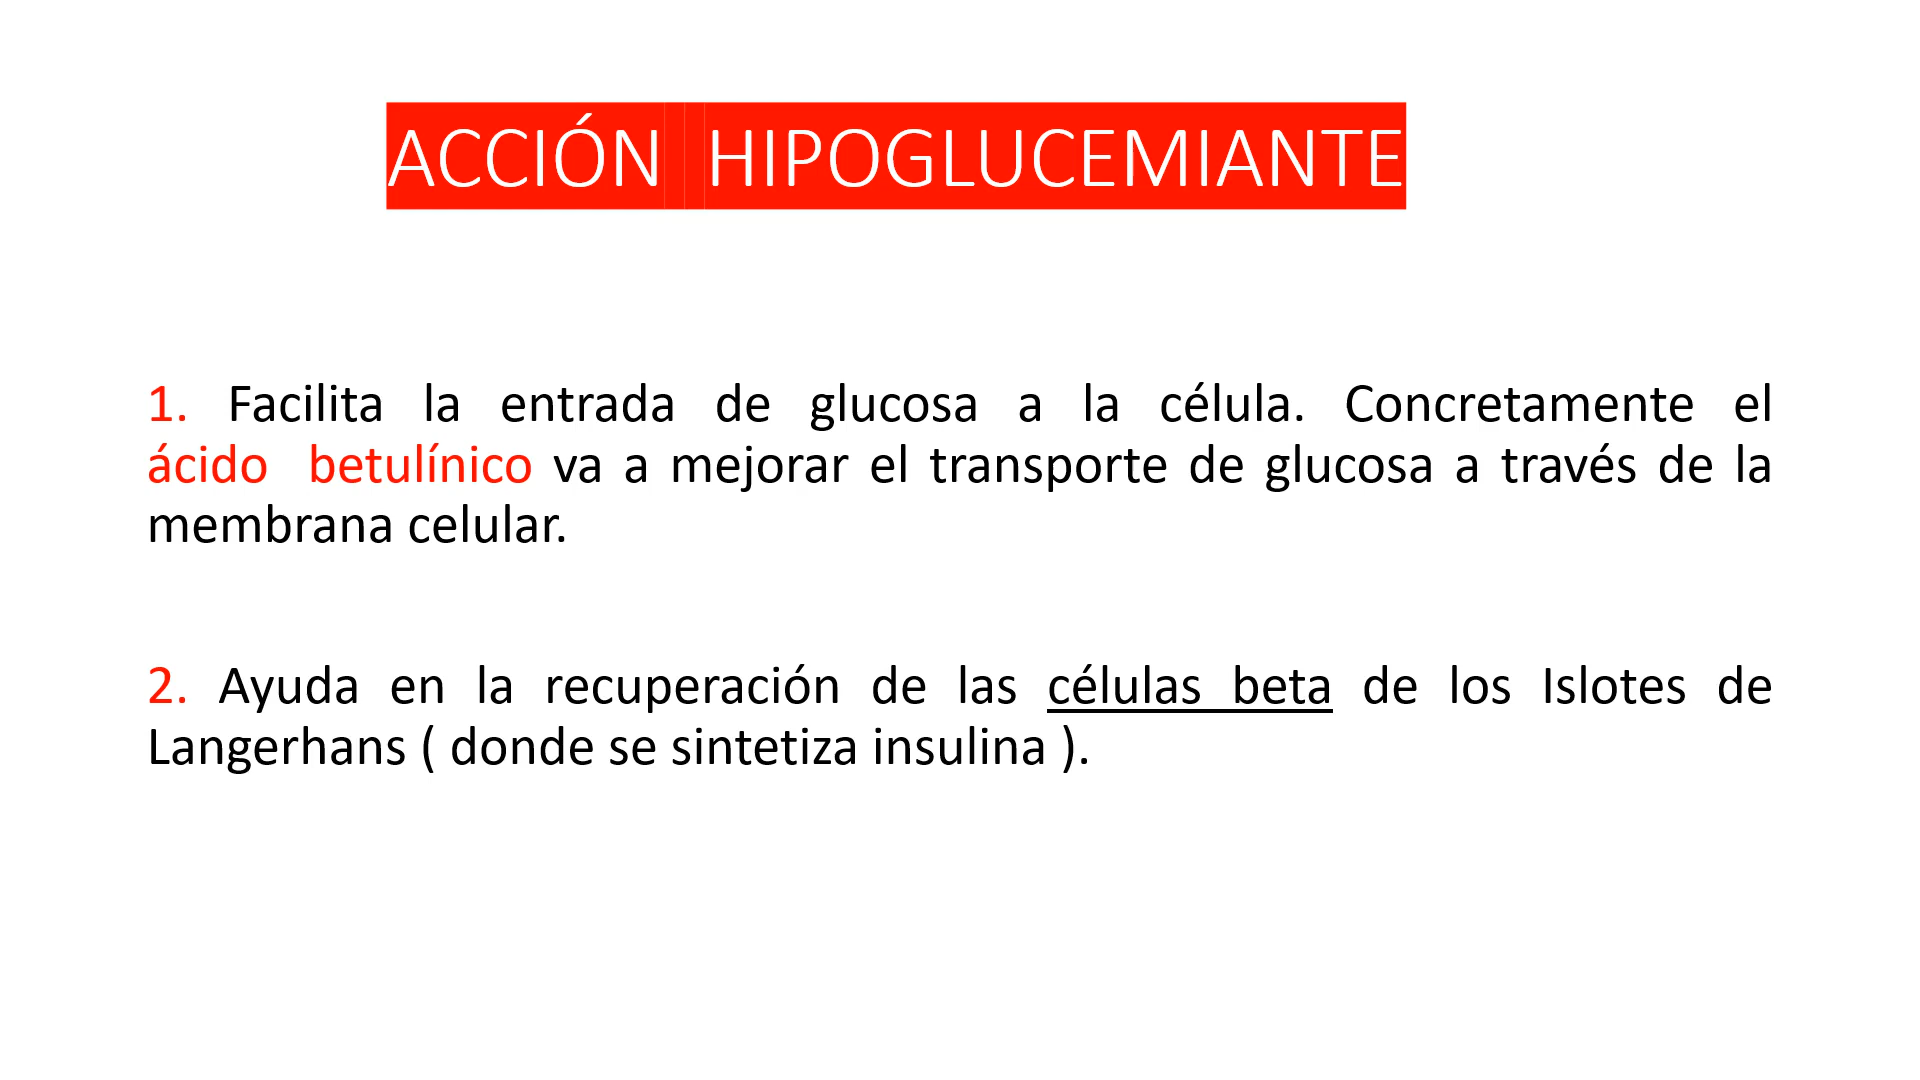 ACCIÓN HIPOGLUCEMIANTE
1. Facilita la entrada de glucosa a la célula. Concretamente el
ácido betulínico va a mejorar el transporte de glucosa a través de la
membrana celular.
2. Ayuda en la recuperación de las células beta de los Islotes de
Langerhans ( donde se sintetiza insulina ).